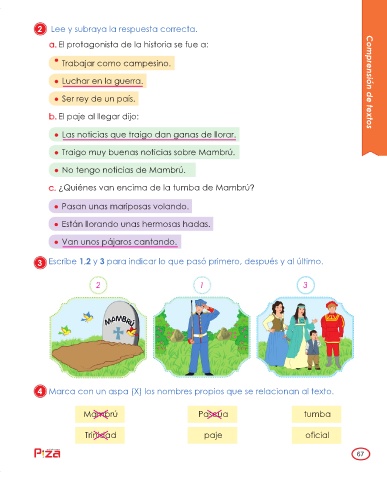 2 Lee y subraya la respuesta correcta.
a. El protagonista de la historia se fue a:
• Trabajar como campesino.
• Luchar en la guerra.
• Ser rey de un país.
b. El paje al llegar dijo:
• Las noticias que traigo dan ganas de llorar.
• Traigo muy buenas noticias sobre Mambrú.
• No tengo noticias de Mambrú.
c. ¿Quiénes van encima de la tumba de Mambrú?
• Pasan unas mariposas volando.
• Están llorando unas hermosas hadas.
• Van unos pájaros cantando.
Comprensión de textos
3 Escribe 1,2 y 3 para indicar lo que pasó primero, después y al último.
2 1 3
MAMBRÚ
4 Marca con un aspa (X) los nombres propios que se relacionan al texto.
Mambrú Pascua tumba
Trinidad paje oficial
Piza 67